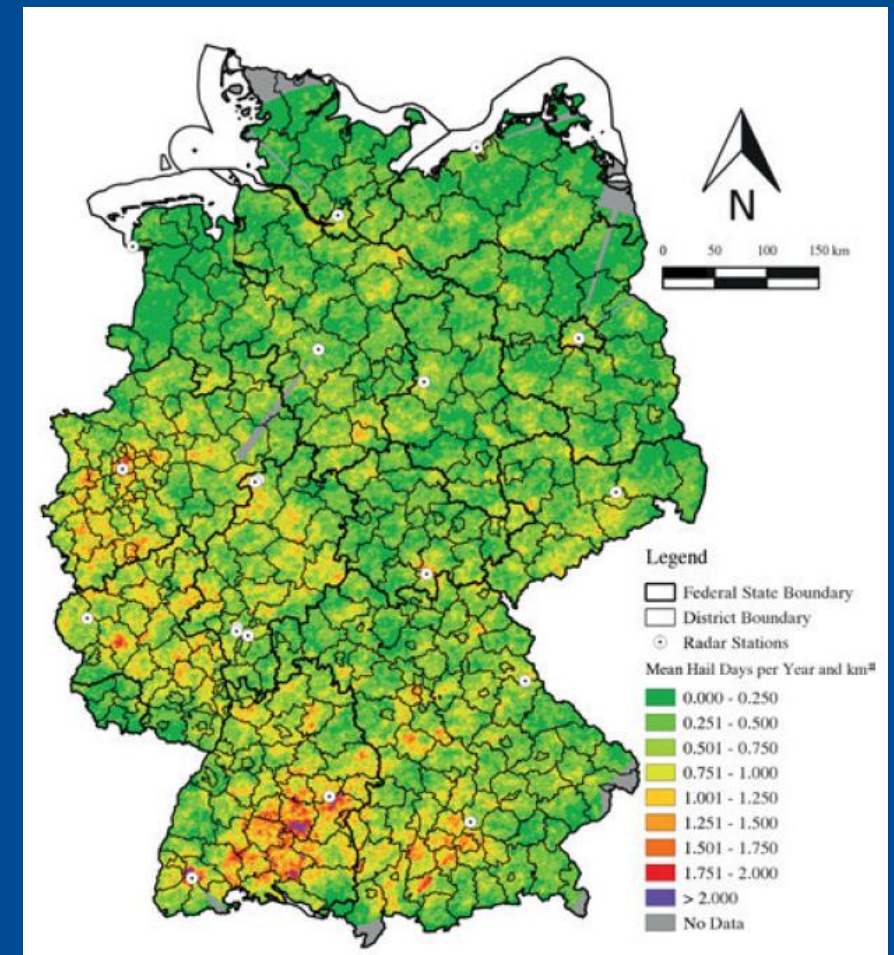 N
0 50 100 150 km
Legend
Federal State Boundary
District Boundary
Radar Stations
Mean Hail Days per Year and km²
0.000 - 0.250
0.251 - 0.500
0.501 - 0.750
0.751 - 1.000
1.001 - 1.250
1.251 - 1.500
1.501 - 1.750
1.751 - 2.000
> 2.000
No Data